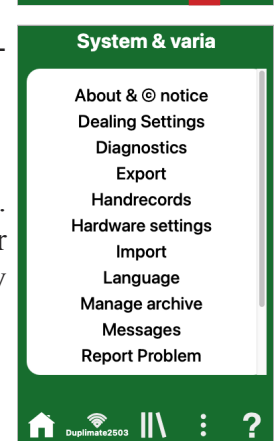 System & varia
About & © notice
Dealing Settings
Diagnostics
Export
Handrecords
Hardware settings
Import
Language
Manage archive
Messages
Report Problem
Duplimate2503
?